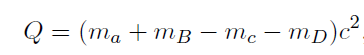 Q = (m_a + m_B − m_c − m_D)c^2